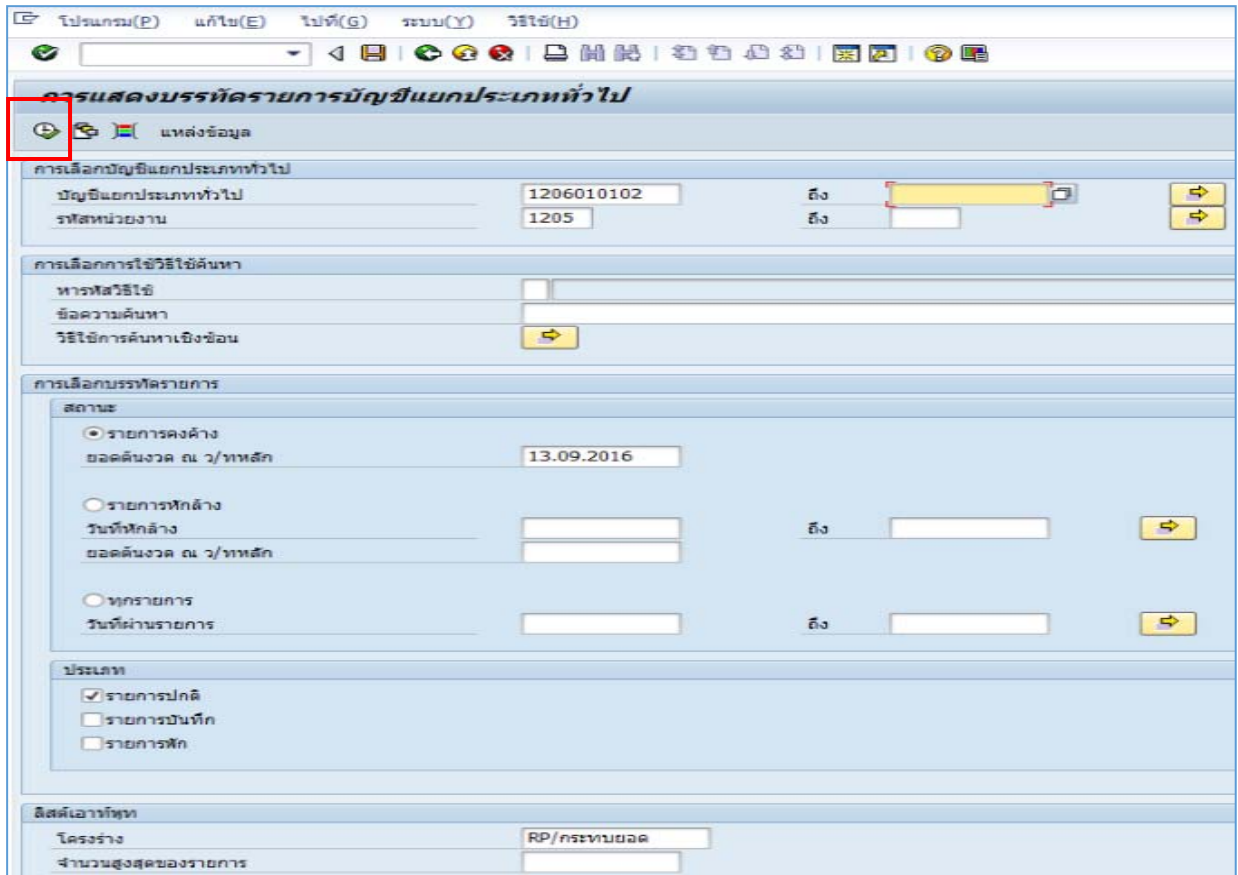 โปรแกรม(P) แก้ไข(E) ไปที่(G) ระบบ(Y) วิธีใช้(H)
การแสดงบรรทัดรายการบัญชีแยกประเภททั่วไป
แหล่งข้อมูล
การเลือกบัญชีแยกประเภททั่วไป
บัญชีแยกประเภททั่วไป 1206010102 ถึง
รหัสหน่วยงาน 1205 ถึง
การเลือกการใช้วิธีใช้ค้นหา
หารหัสวิธีใช้
ข้อความค้นหา
วิธีใช้การค้นหาเชิงซ้อน
การเลือกบรรทัดรายการ
สถานะ
รายการคงค้าง
ยอดต้นงวด ณ ว/ทหลัก 13.09.2016
รายการหักล้าง
วันที่หักล้าง ถึง
ยอดต้นงวด ณ ว/ทหลัก
ทุกรายการ
วันที่ผ่านรายการ ถึง
ประเภท
รายการปกติ
รายการบันทึก
รายการพัก
ลิสต์เอาท์พุท
โครงร่าง RP/กระทบยอด
จำนวนสูงสุดของรายการ